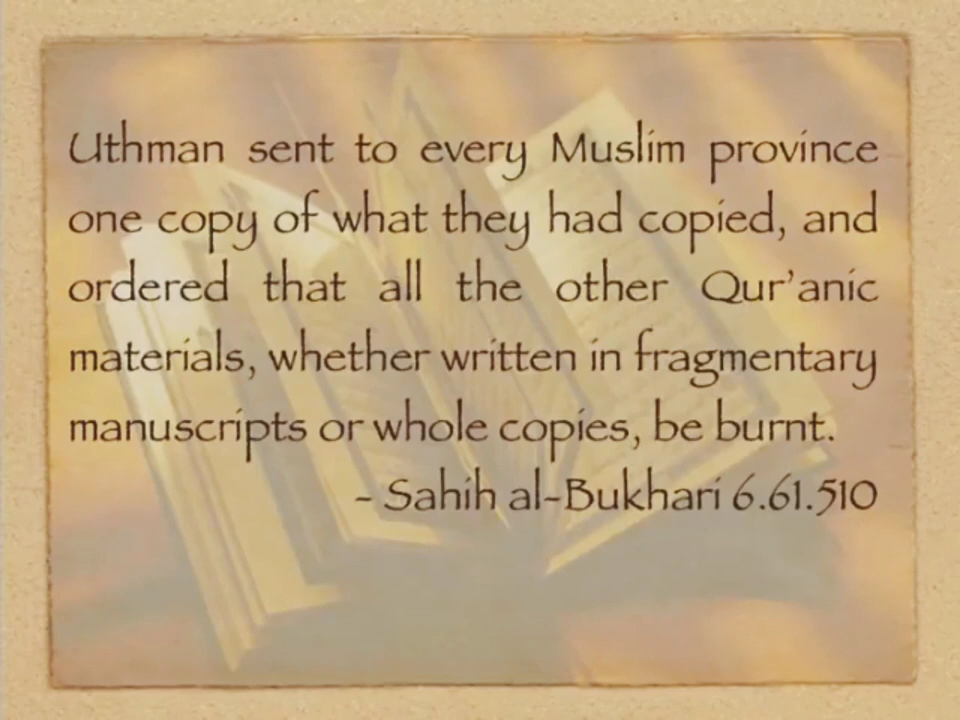 Uthman sent to every Muslim province
one copy of what they had copied, and
ordered that all the other Qur'anic
materials, whether written in fragmentary
manuscripts or whole copies, be burnt.
- Sahih al-Bukhari 6.61.510